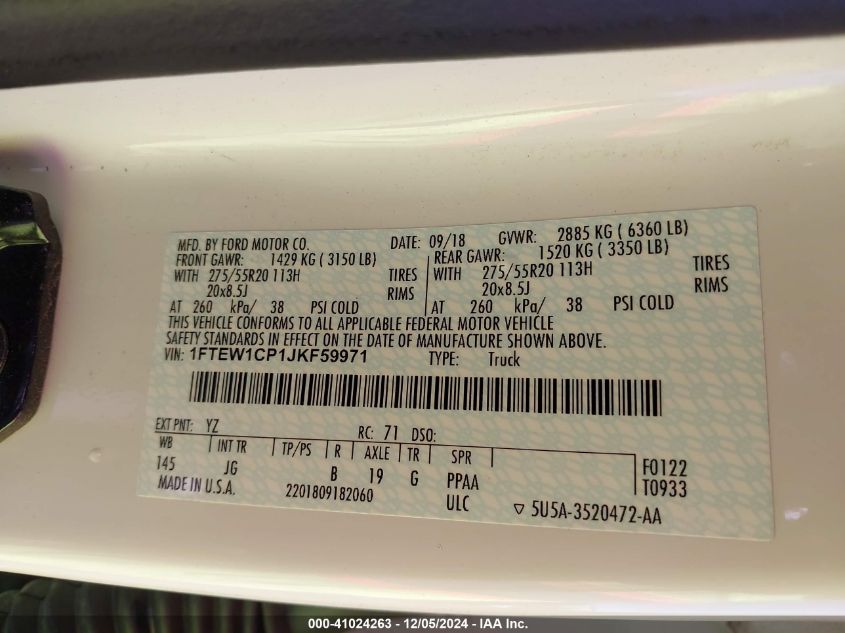 MFD. BY FORD MOTOR CO. DATE: 09/18 GVWR: 2885 KG ( 6360 LB)
FRONT GAWR: 1429 KG ( 3150 LB) REAR GAWR: 1520 KG ( 3350 LB)
WITH 275/55R20 113H TIRES WITH 275/55R20 113H TIRES
20x8.5J RIMS 20x8.5J RIMS
AT 260 kPa/ 38 PSI COLD AT 260 kPa/ 38 PSI COLD
THIS VEHICLE CONFORMS TO ALL APPLICABLE FEDERAL MOTOR VEHICLE
SAFETY STANDARDS IN EFFECT ON THE DATE OF MANUFACTURE SHOWN ABOVE.
VIN: 1FTEW1CP1JKF59971 TYPE: Truck
EXT PNT: YZ RC: 71 DSO:
WB INT TR TP/PS R AXLE TR SPR
145 JG B 19 G PPAA F0122
MADE IN U.S.A. 2201809182060 ULC T0933
▽ 5U5A-3520472-AA
000-41024263 - 12/05/2024 - IAA Inc.